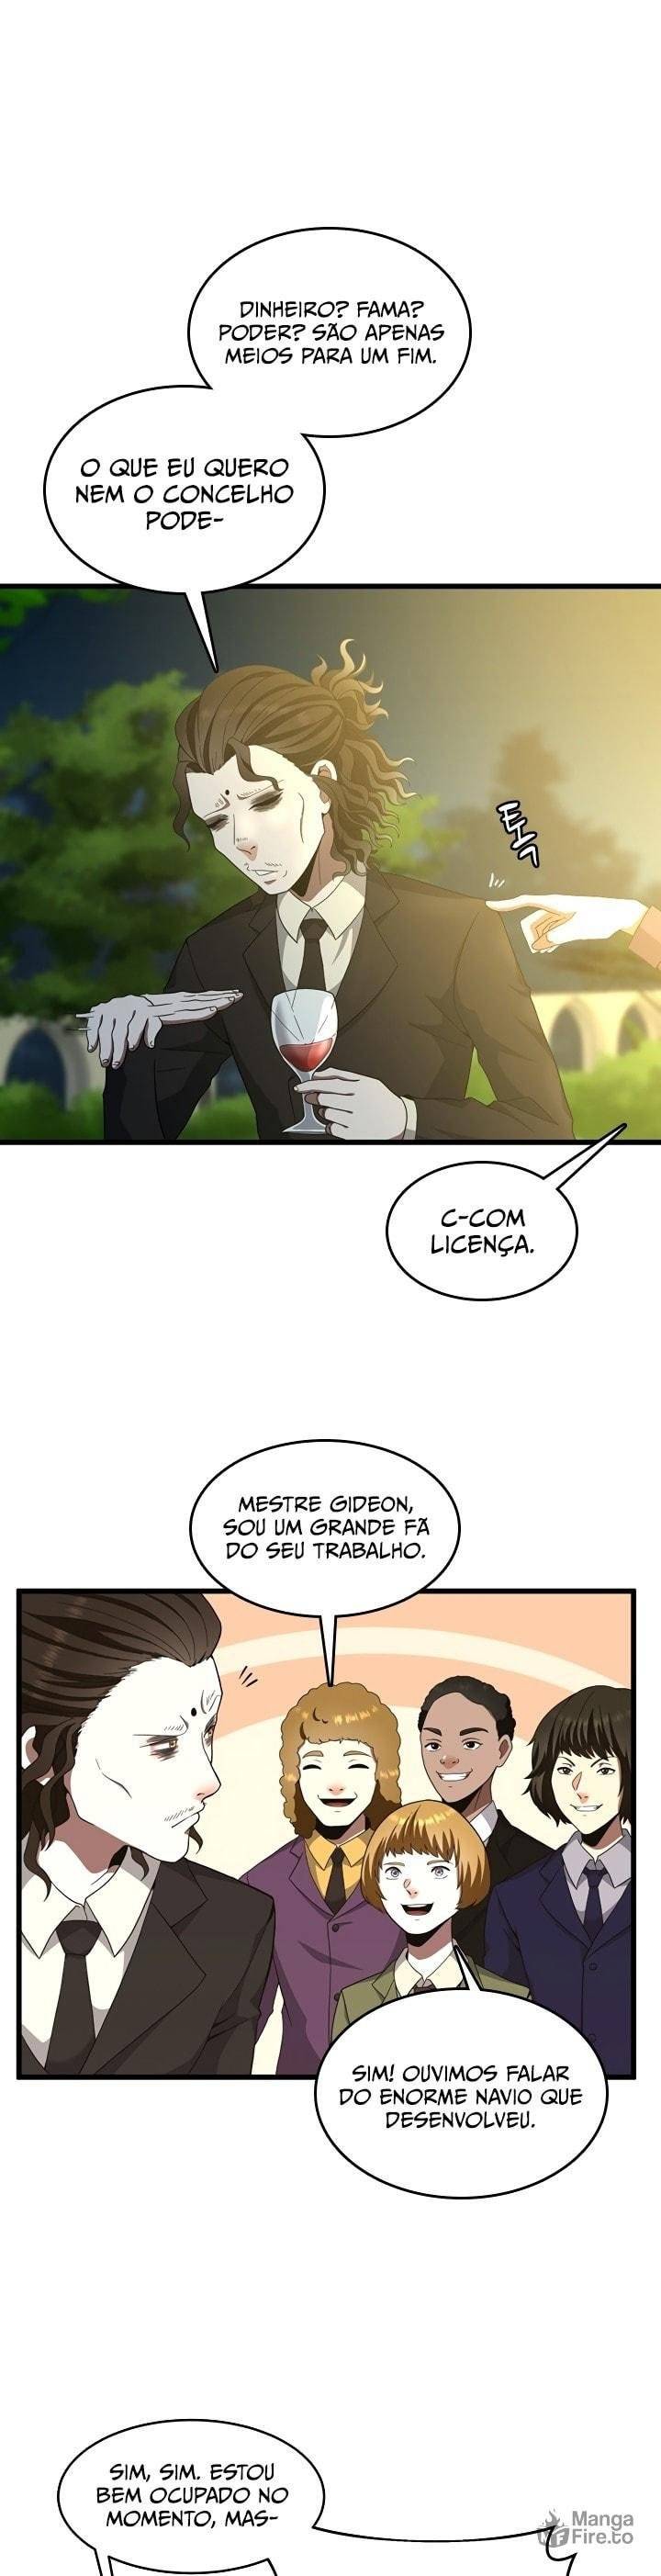 DINHEIRO? FAMA?
PODER? SÃO APENAS
MEIOS PARA UM FIM.
O QUE EU QUERO
NEM O CONCELHO
PODE-
토ㄱ
C-COM
LICENÇA.
MESTRE GIDEON,
SOU UM GRANDE FÃ
DO SEU TRABALHO.
SIM! OUVIMOS FALAR
DO ENORME NAVIO QUE
DESENVOLVEU.
SIM, SIM. ESTOU
BEM OCUPADO NO
MOMENTO, MAS-
Manga
Fire.to